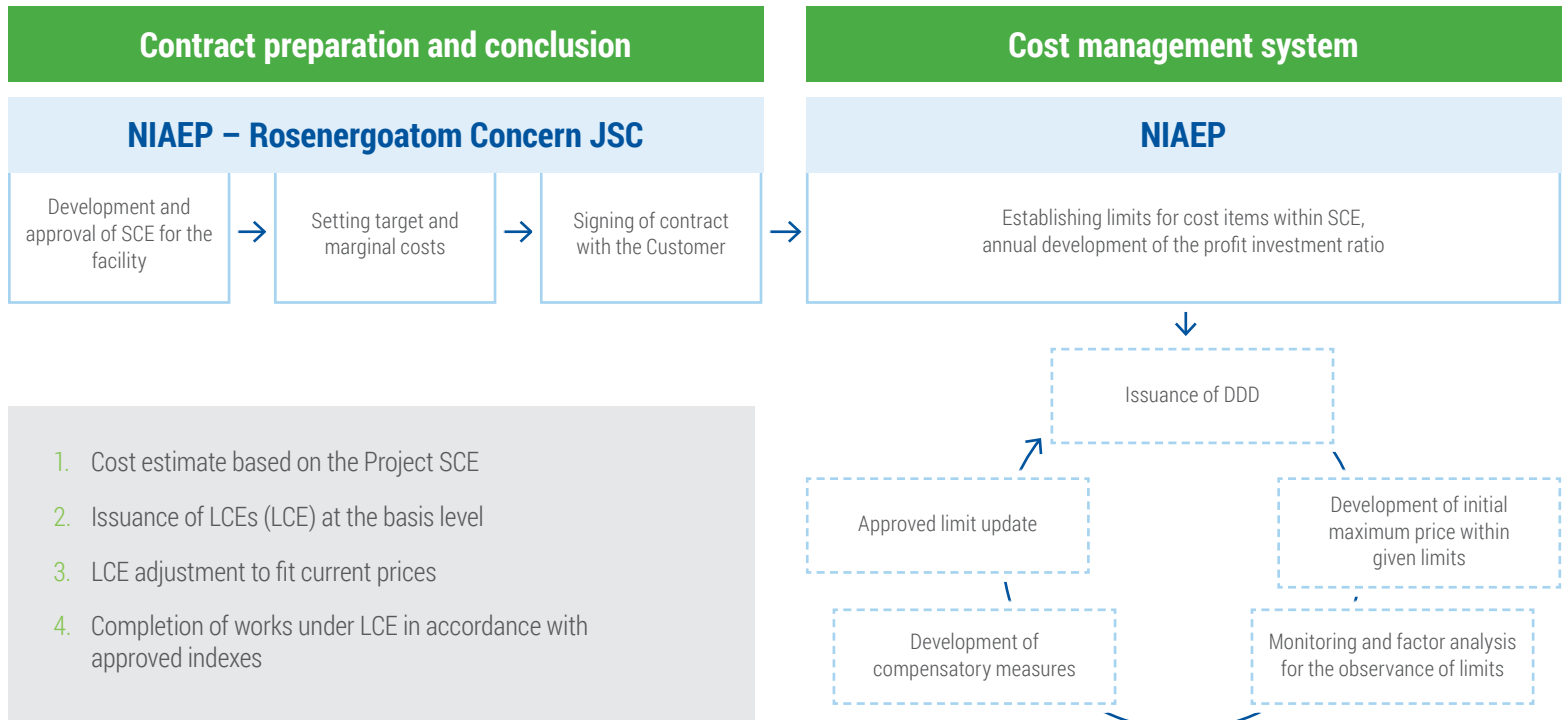 Contract preparation and conclusion
NIAEP – Rosenergoatom Concern JSC
Development and
approval of SCE for the
facility
Setting target and
marginal costs
Signing of contract
with the Customer
Cost management system
NIAEP
Establishing limits for cost items within SCE,
annual development of the profit investment ratio
Issuance of DDD
Development of initial
maximum price within
given limits
Monitoring and factor analysis
for the observance of limits
Development of
compensatory measures
Approved limit update
1. Cost estimate based on the Project SCE
2. Issuance of LCEs (LCE) at the basis level
3. LCE adjustment to fit current prices
4. Completion of works under LCE in accordance with
approved indexes